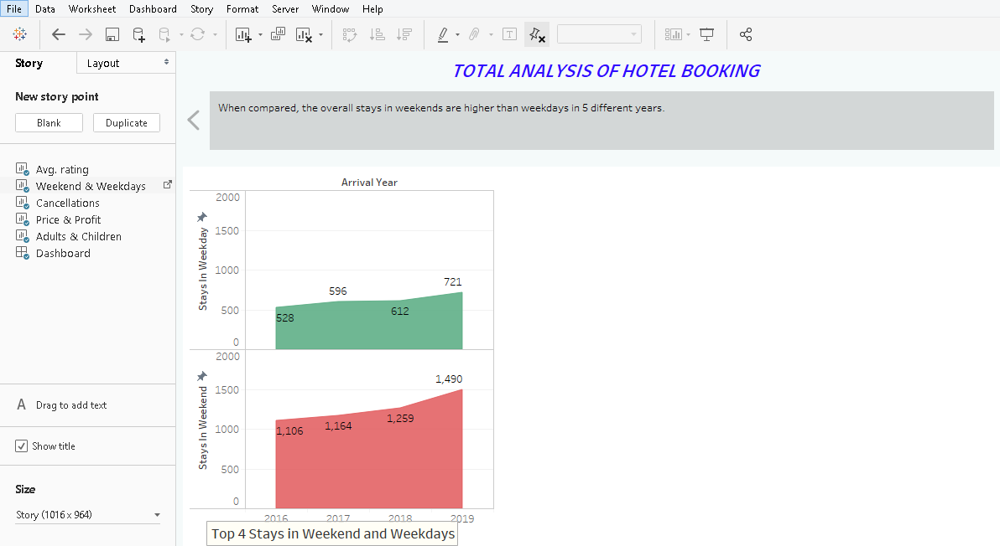 File Data Worksheet Dashboard Story Format Server Window Help
Story Layout
New story point
Blank Duplicate
Avg. rating
Weekend & Weekdays
Cancellations
Price & Profit
Adults & Children
Dashboard
A Drag to add text
Show title
Size
Story (1016 x 964)
TOTAL ANALYSIS OF HOTEL BOOKING
When compared, the overall stays in weekends are higher than weekdays in 5 different years.
Arrival Year
Stays In Weekday
2000
1500
1000
500
0
528
596
612
721
Stays In Weekend
2000
1500
1000
500
0
1,106
1,164
1,259
1,490
2016 2017 2018 2019
Top 4 Stays in Weekend and Weekdays